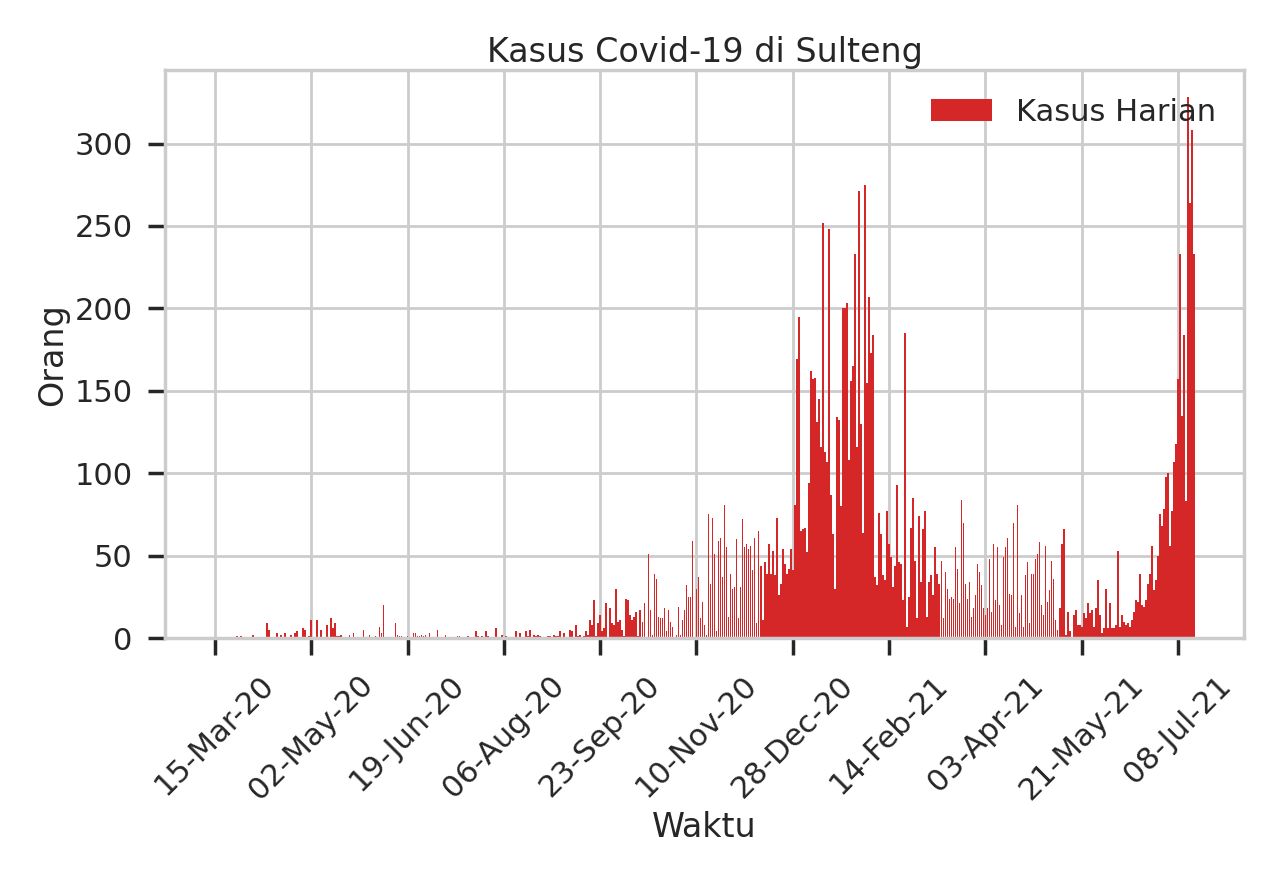 Kasus Covid-19 di Sulteng
Kasus Harian
Orang
300
250
200
150
100
50
0
15-Mar-20
02-May-20
19-Jun-20
06-Aug-20
23-Sep-20
10-Nov-20
28-Dec-20
14-Feb-21
03-Apr-21
21-May-21
08-Jul-21
Waktu